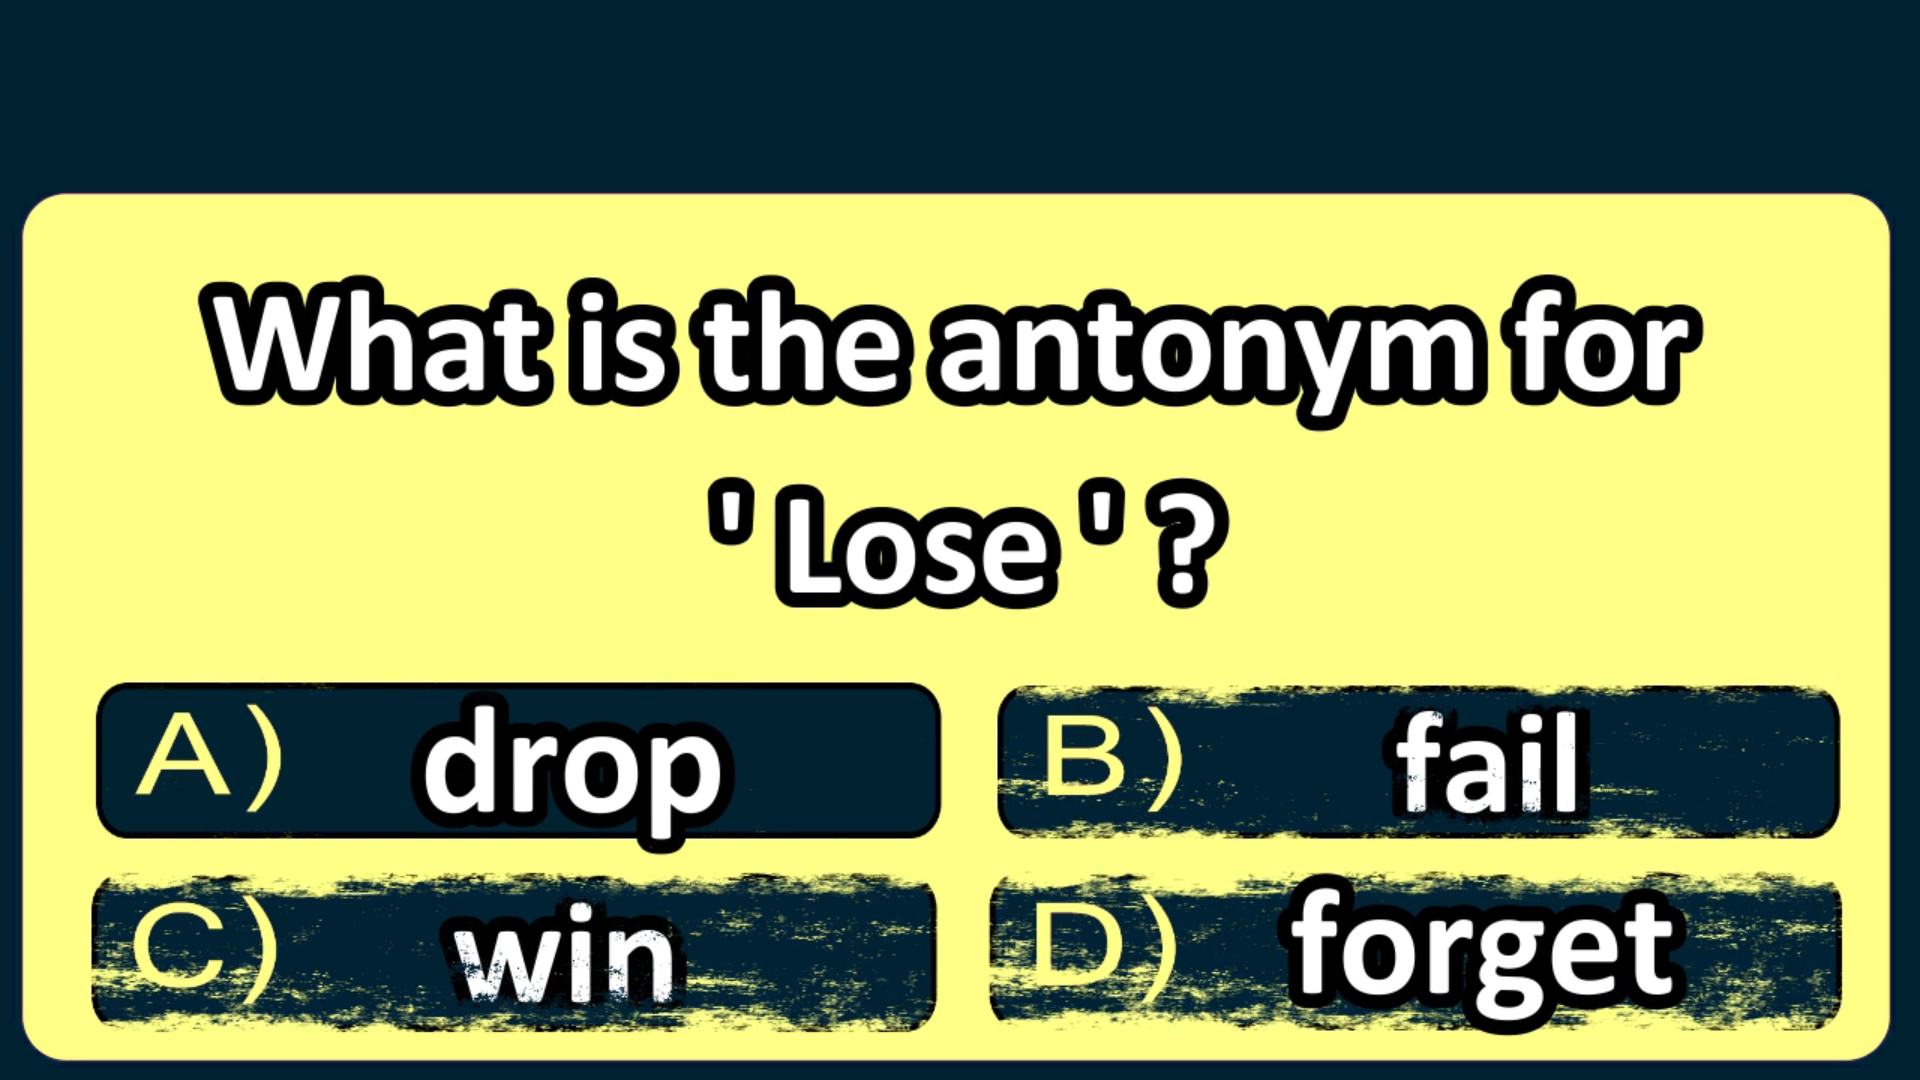 What is the antonym for
' Lose ' ?
A) drop
B) fail
C) win
D) forget